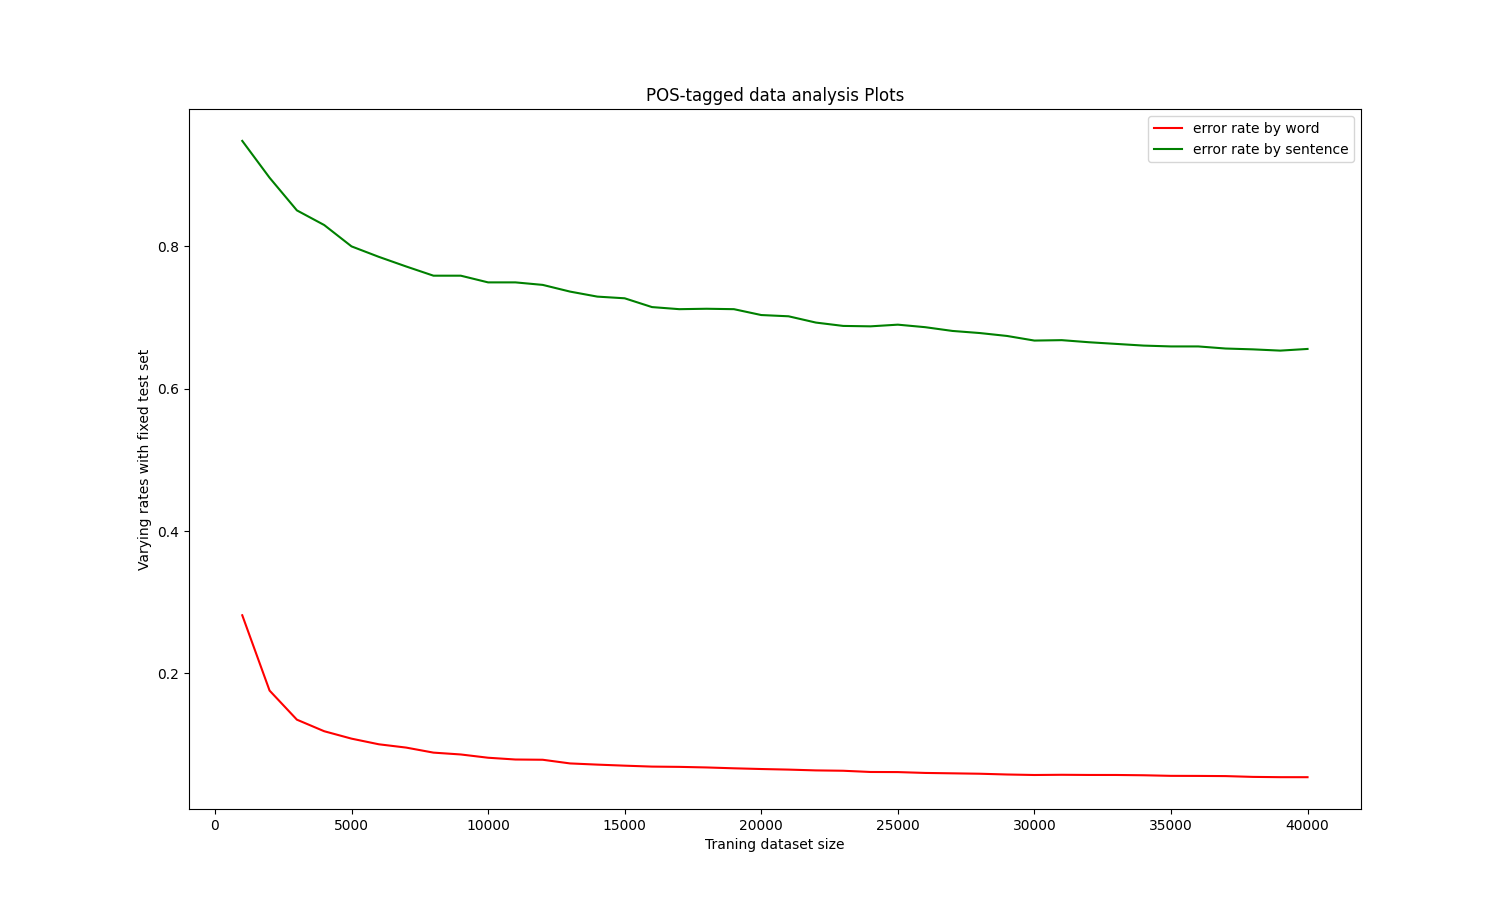 POS-tagged data analysis Plots
error rate by word
error rate by sentence
Varying rates with fixed test set
0.8
0.6
0.4
0.2
0 5000 10000 15000 20000 25000 30000 35000 40000
Traning dataset size